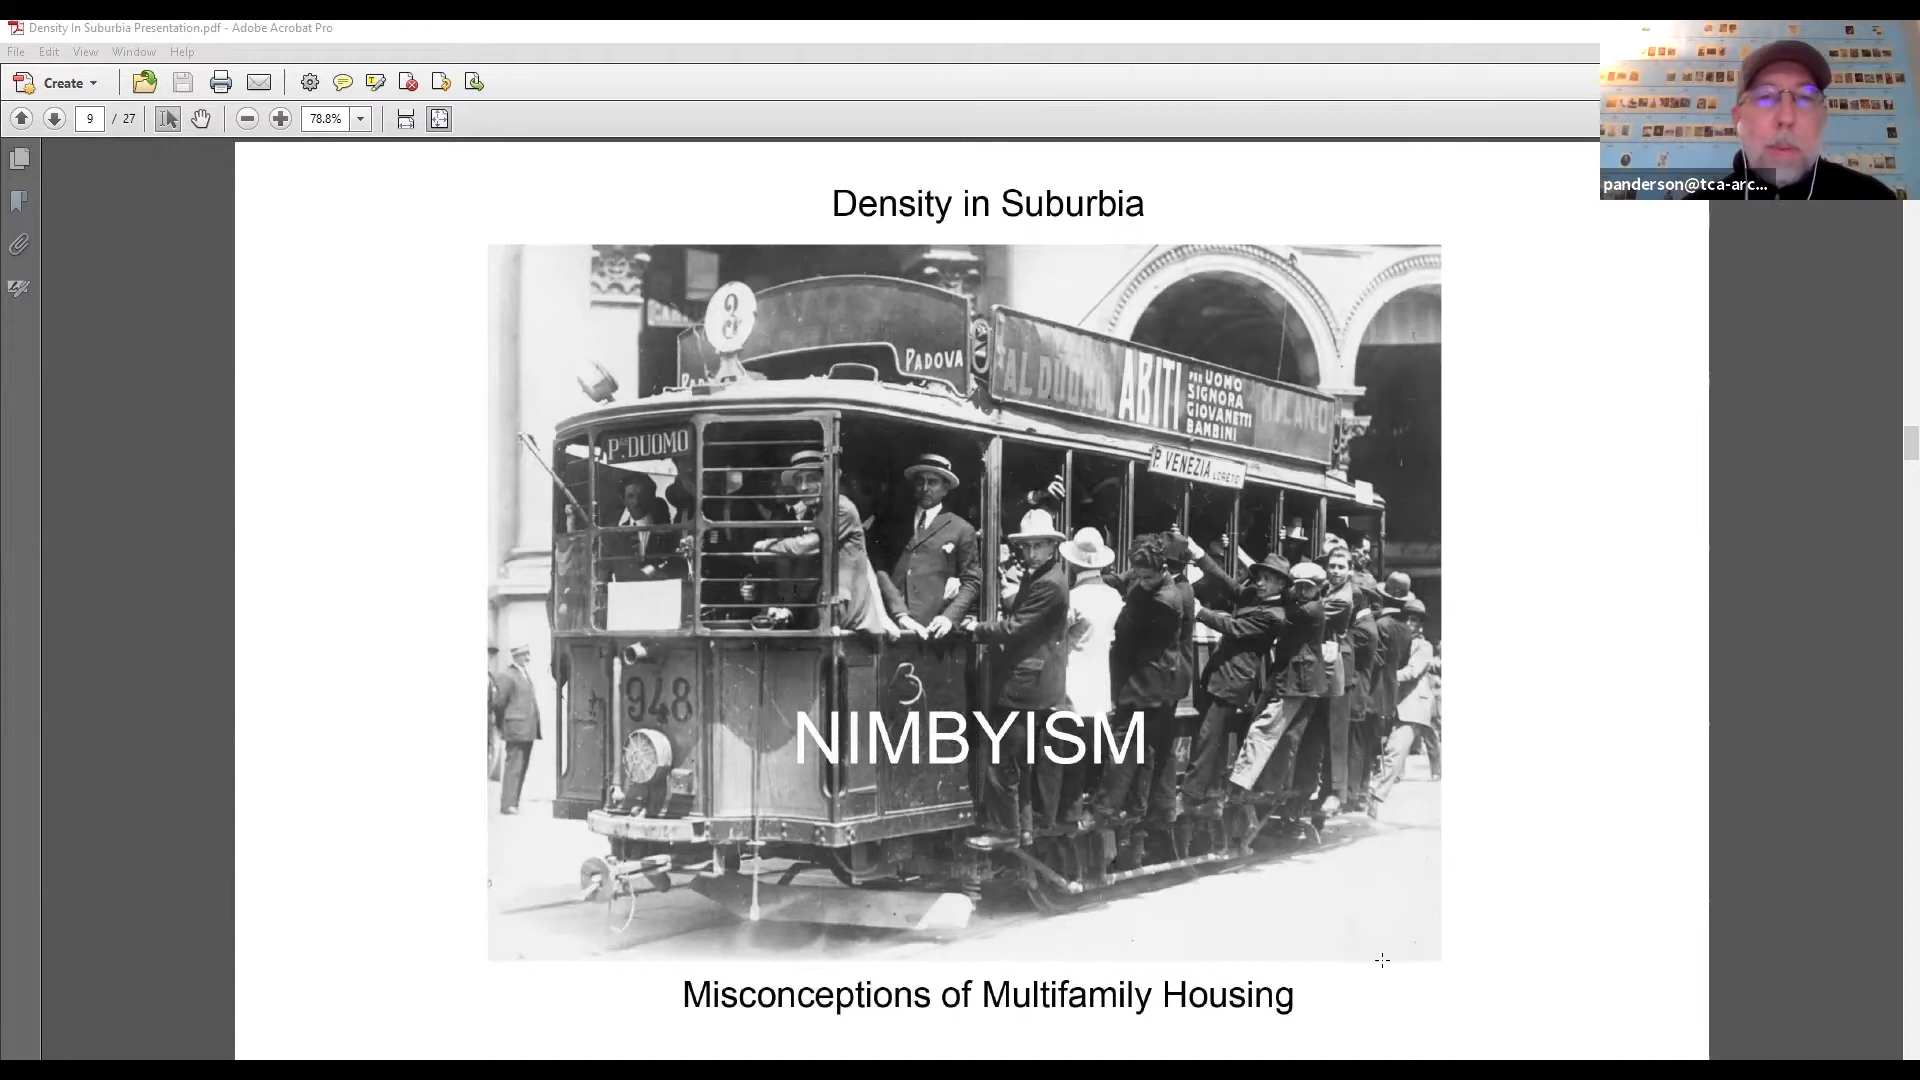 Density In Suburbia Presentation.pdf - Adobe Acrobat Pro
File Edit View Window Help
Create
9 / 27
78.8%
panderson@tca-arc...
Density in Suburbia
3
PADOVA
AL DUOMO ABITI PER UOMO
SIGNORA
GIOVANETTI
BAMBINI
MILANO
P. DUOMO
P. VENEZIA LORETO
948
3
NIMBYISM
Misconceptions of Multifamily Housing